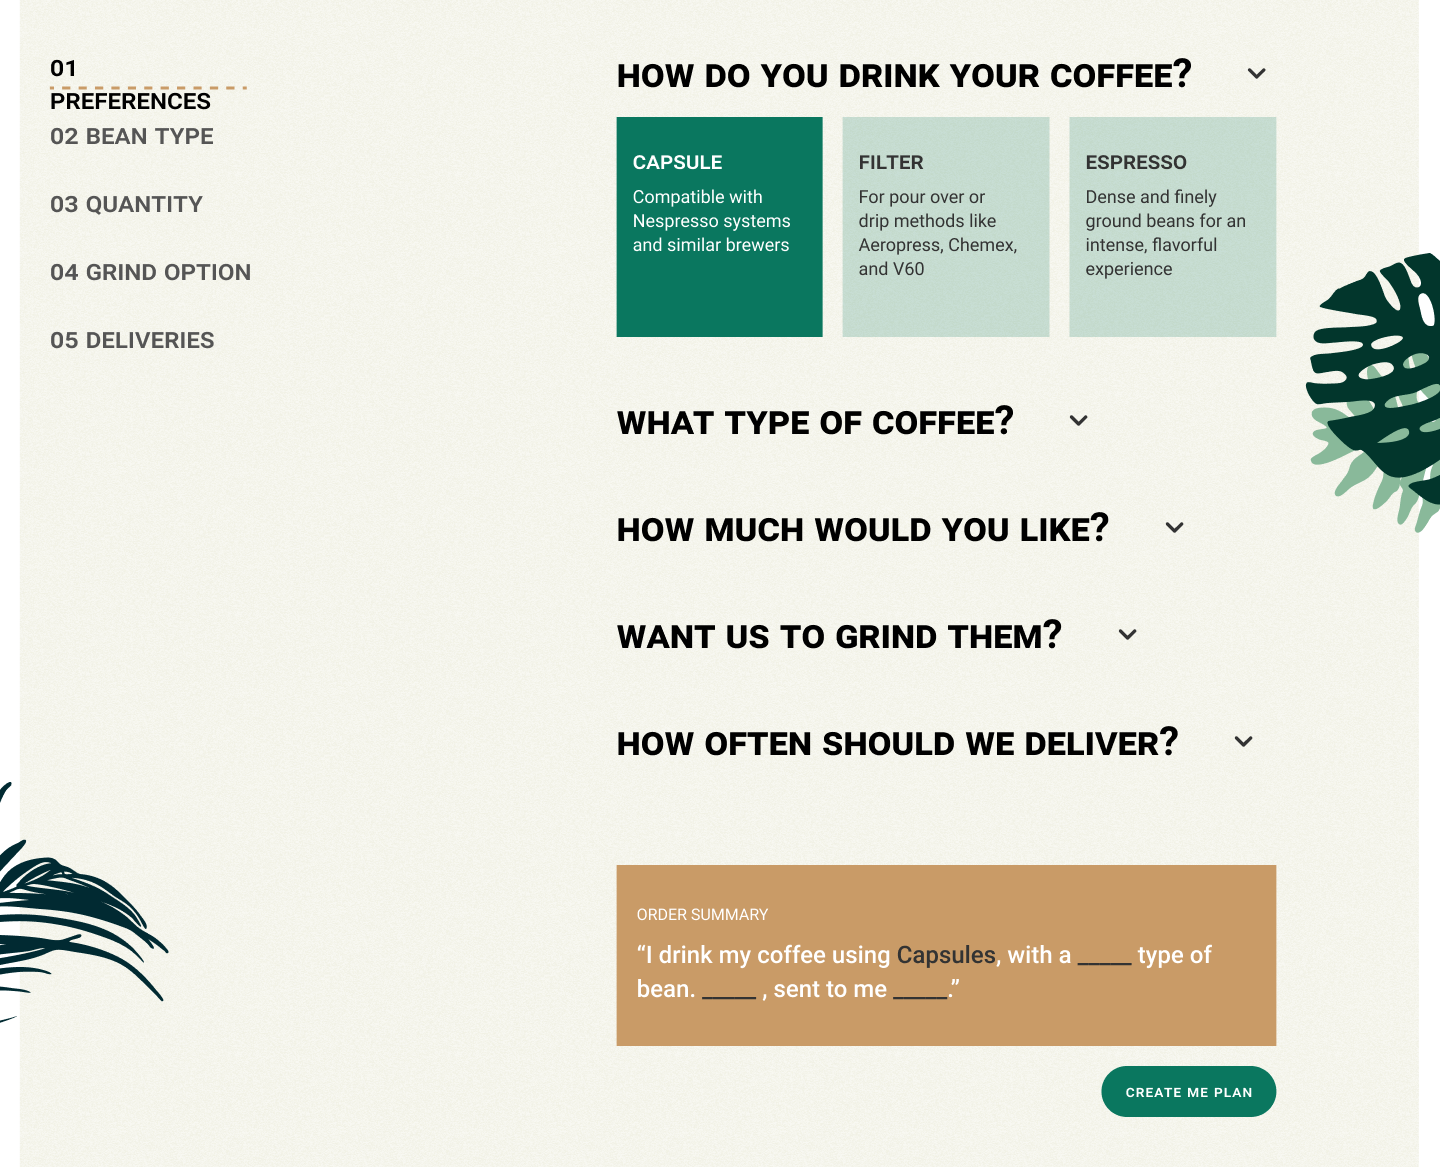 01
PREFERENCES
02 BEAN TYPE
03 QUANTITY
04 GRIND OPTION
05 DELIVERIES
HOW DO YOU DRINK YOUR COFFEE?
CAPSULE
Compatible with
Nespresso systems
and similar brewers
FILTER
For pour over or
drip methods like
Aeropress, Chemex,
and V60
ESPRESSO
Dense and finely
ground beans for an
intense, flavorful
experience
WHAT TYPE OF COFFEE?
HOW MUCH WOULD YOU LIKE?
WANT US TO GRIND THEM?
HOW OFTEN SHOULD WE DELIVER?
ORDER SUMMARY
“I drink my coffee using Capsules, with a _____ type of
bean. _____ , sent to me _____.”
CREATE ME PLAN